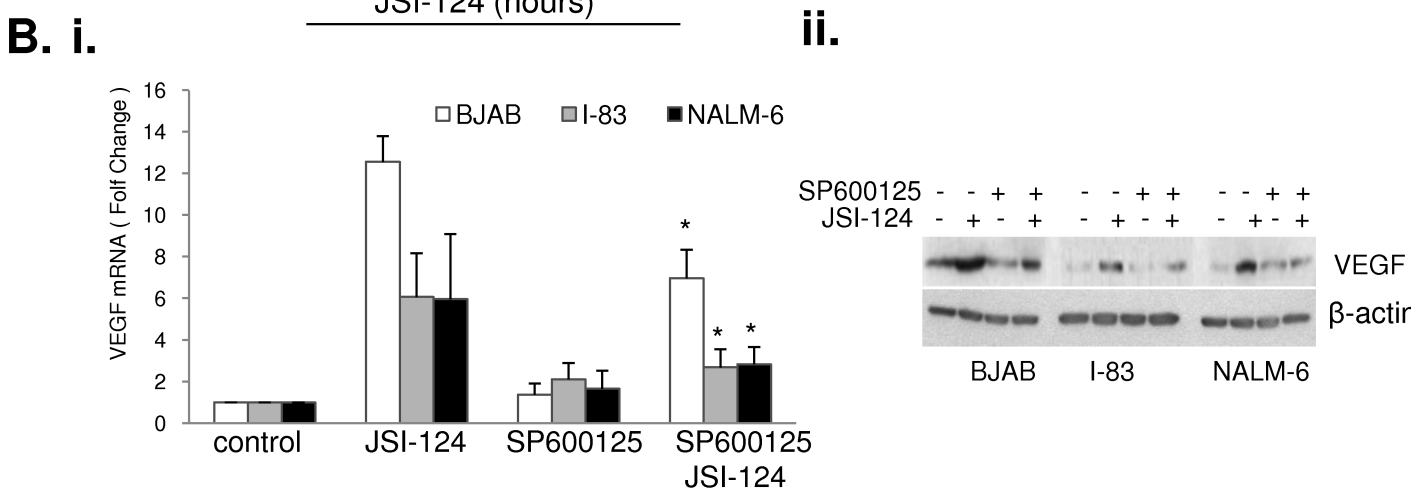 JSI-124 (hours)
B. i.
ii.
16
14
12
10
8
6
4
2
0
VEGF mRNA ( Folf Change )
BJAB I-83 NALM-6
*
* *
control JSI-124 SP600125 SP600125
JSI-124
SP600125 - - + + - - + + - - + +
JSI-124 - + - + - + - + - + - +
VEGF
β-actin
BJAB I-83 NALM-6